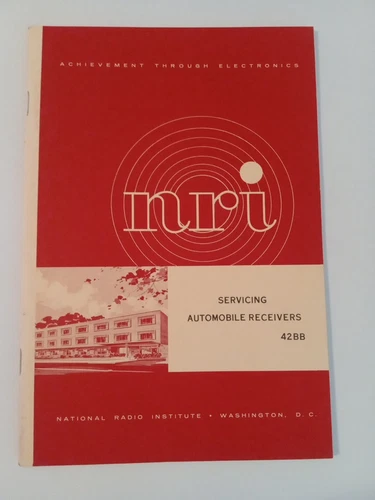 ACHIEVEMENT THROUGH ELECTRONICS
nri
SERVICING
AUTOMOBILE RECEIVERS
42BB
NATIONAL RADIO INSTITUTE • WASHINGTON, D. C.